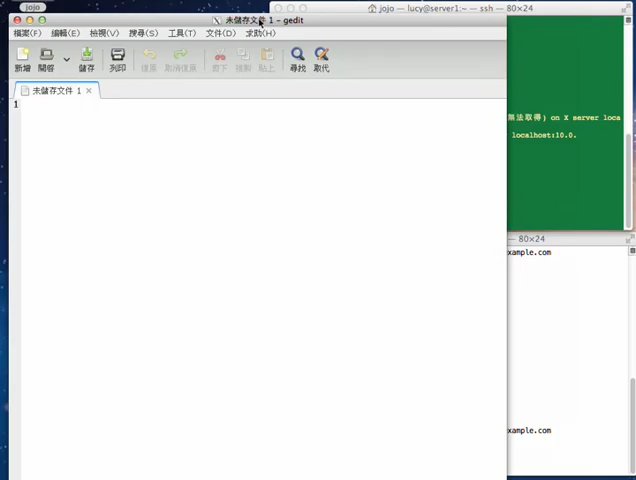 jojo
未儲存文件 1 - gedit
jojo — lucy@server1:~ — ssh — 80×24
檔案(F) 編輯(E) 檢視(V) 搜尋(S) 工具(T) 文件(D) 求助(H)
新增 開啟 儲存 列印 復原 取消復原 剪下 複製 貼上 尋找 取代
未儲存文件 1
1
無法取得) on X server loca
localhost:10.0.
— 80×24
xample.com
xample.com